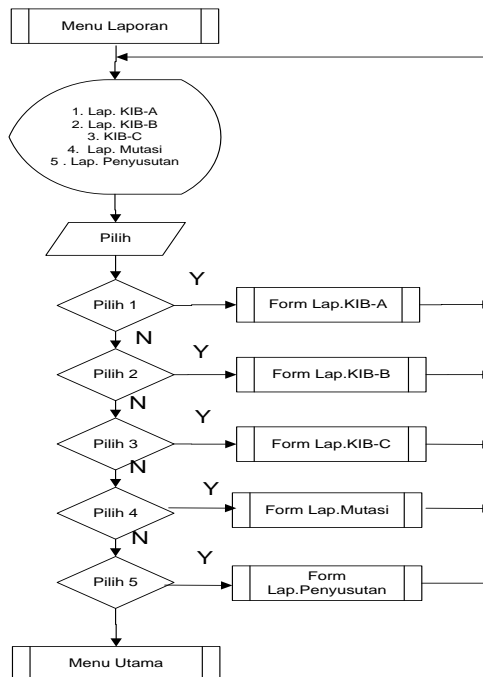 Menu Laporan
1. Lap. KIB-A
2. Lap. KIB-B
3. KIB-C
4. Lap. Mutasi
5 . Lap. Penyusutan
Pilih
Y
Pilih 1
Form Lap.KIB-A
N
Y
Pilih 2
Form Lap.KIB-B
N
Y
Pilih 3
Form Lap.KIB-C
N
Y
Pilih 4
Form Lap.Mutasi
N
Y
Pilih 5
Form
Lap.Penyusutan
Menu Utama